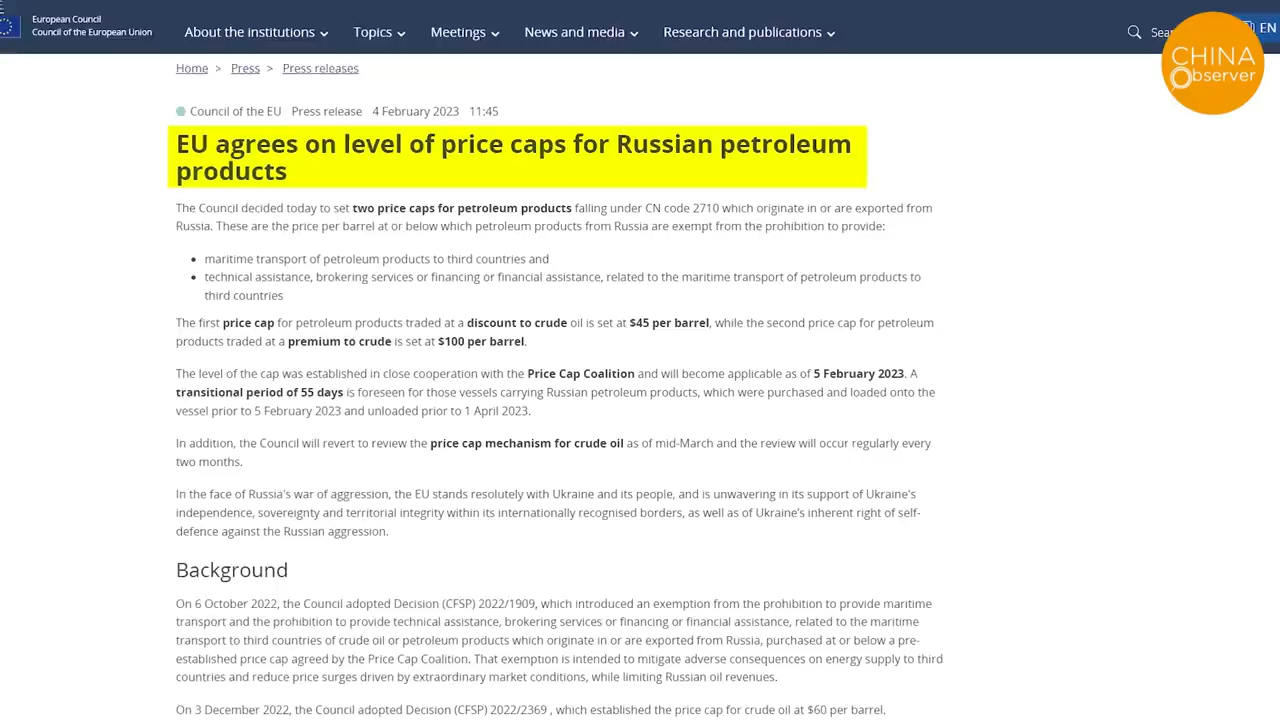 European Council
Council of the European Union
About the institutions
Topics
Meetings
News and media
Research and publications
EN
CHINA
Observer
Home > Press > Press releases
Council of the EU Press release 4 February 2023 11:45
EU agrees on level of price caps for Russian petroleum
products
The Council decided today to set two price caps for petroleum products falling under CN code 2710 which originate in or are exported from
Russia. These are the price per barrel at or below which petroleum products from Russia are exempt from the prohibition to provide:
• maritime transport of petroleum products to third countries and
• technical assistance, brokering services or financing or financial assistance, related to the maritime transport of petroleum products to
third countries
The first price cap for petroleum products traded at a discount to crude oil is set at $45 per barrel, while the second price cap for petroleum
products traded at a premium to crude is set at $100 per barrel.
The level of the cap was established in close cooperation with the Price Cap Coalition and will become applicable as of 5 February 2023. A
transitional period of 55 days is foreseen for those vessels carrying Russian petroleum products, which were purchased and loaded onto the
vessel prior to 5 February 2023 and unloaded prior to 1 April 2023.
In addition, the Council will revert to review the price cap mechanism for crude oil as of mid-March and the review will occur regularly every
two months.
In the face of Russia's war of aggression, the EU stands resolutely with Ukraine and its people, and is unwavering in its support of Ukraine's
independence, sovereignty and territorial integrity within its internationally recognised borders, as well as of Ukraine's inherent right of self-
defence against the Russian aggression.
Background
On 6 October 2022, the Council adopted Decision (CFSP) 2022/1909, which introduced an exemption from the prohibition to provide maritime
transport and the prohibition to provide technical assistance, brokering services or financing or financial assistance, related to the maritime
transport to third countries of crude oil or petroleum products which originate in or are exported from Russia, purchased at or below a pre-
established price cap agreed by the Price Cap Coalition. That exemption is intended to mitigate adverse consequences on energy supply to third
countries and reduce price surges driven by extraordinary market conditions, while limiting Russian oil revenues.
On 3 December 2022, the Council adopted Decision (CFSP) 2022/2369 , which established the price cap for crude oil at $60 per barrel.